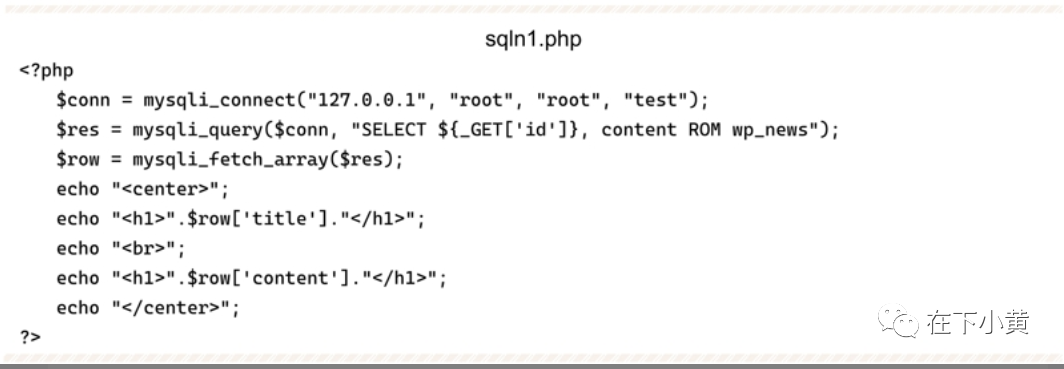 sqln1.php
<?php
    $conn = mysqli_connect("127.0.0.1", "root", "root", "test");
    $res = mysqli_query($conn, "SELECT ${_GET['id']}, content ROM wp_news");
    $row = mysqli_fetch_array($res);
    echo "<center>";
    echo "<h1>".$row['title']."</h1>";
    echo "<br>";
    echo "<h1>".$row['content']."</h1>";
    echo "</center>";
?>
在下小黄